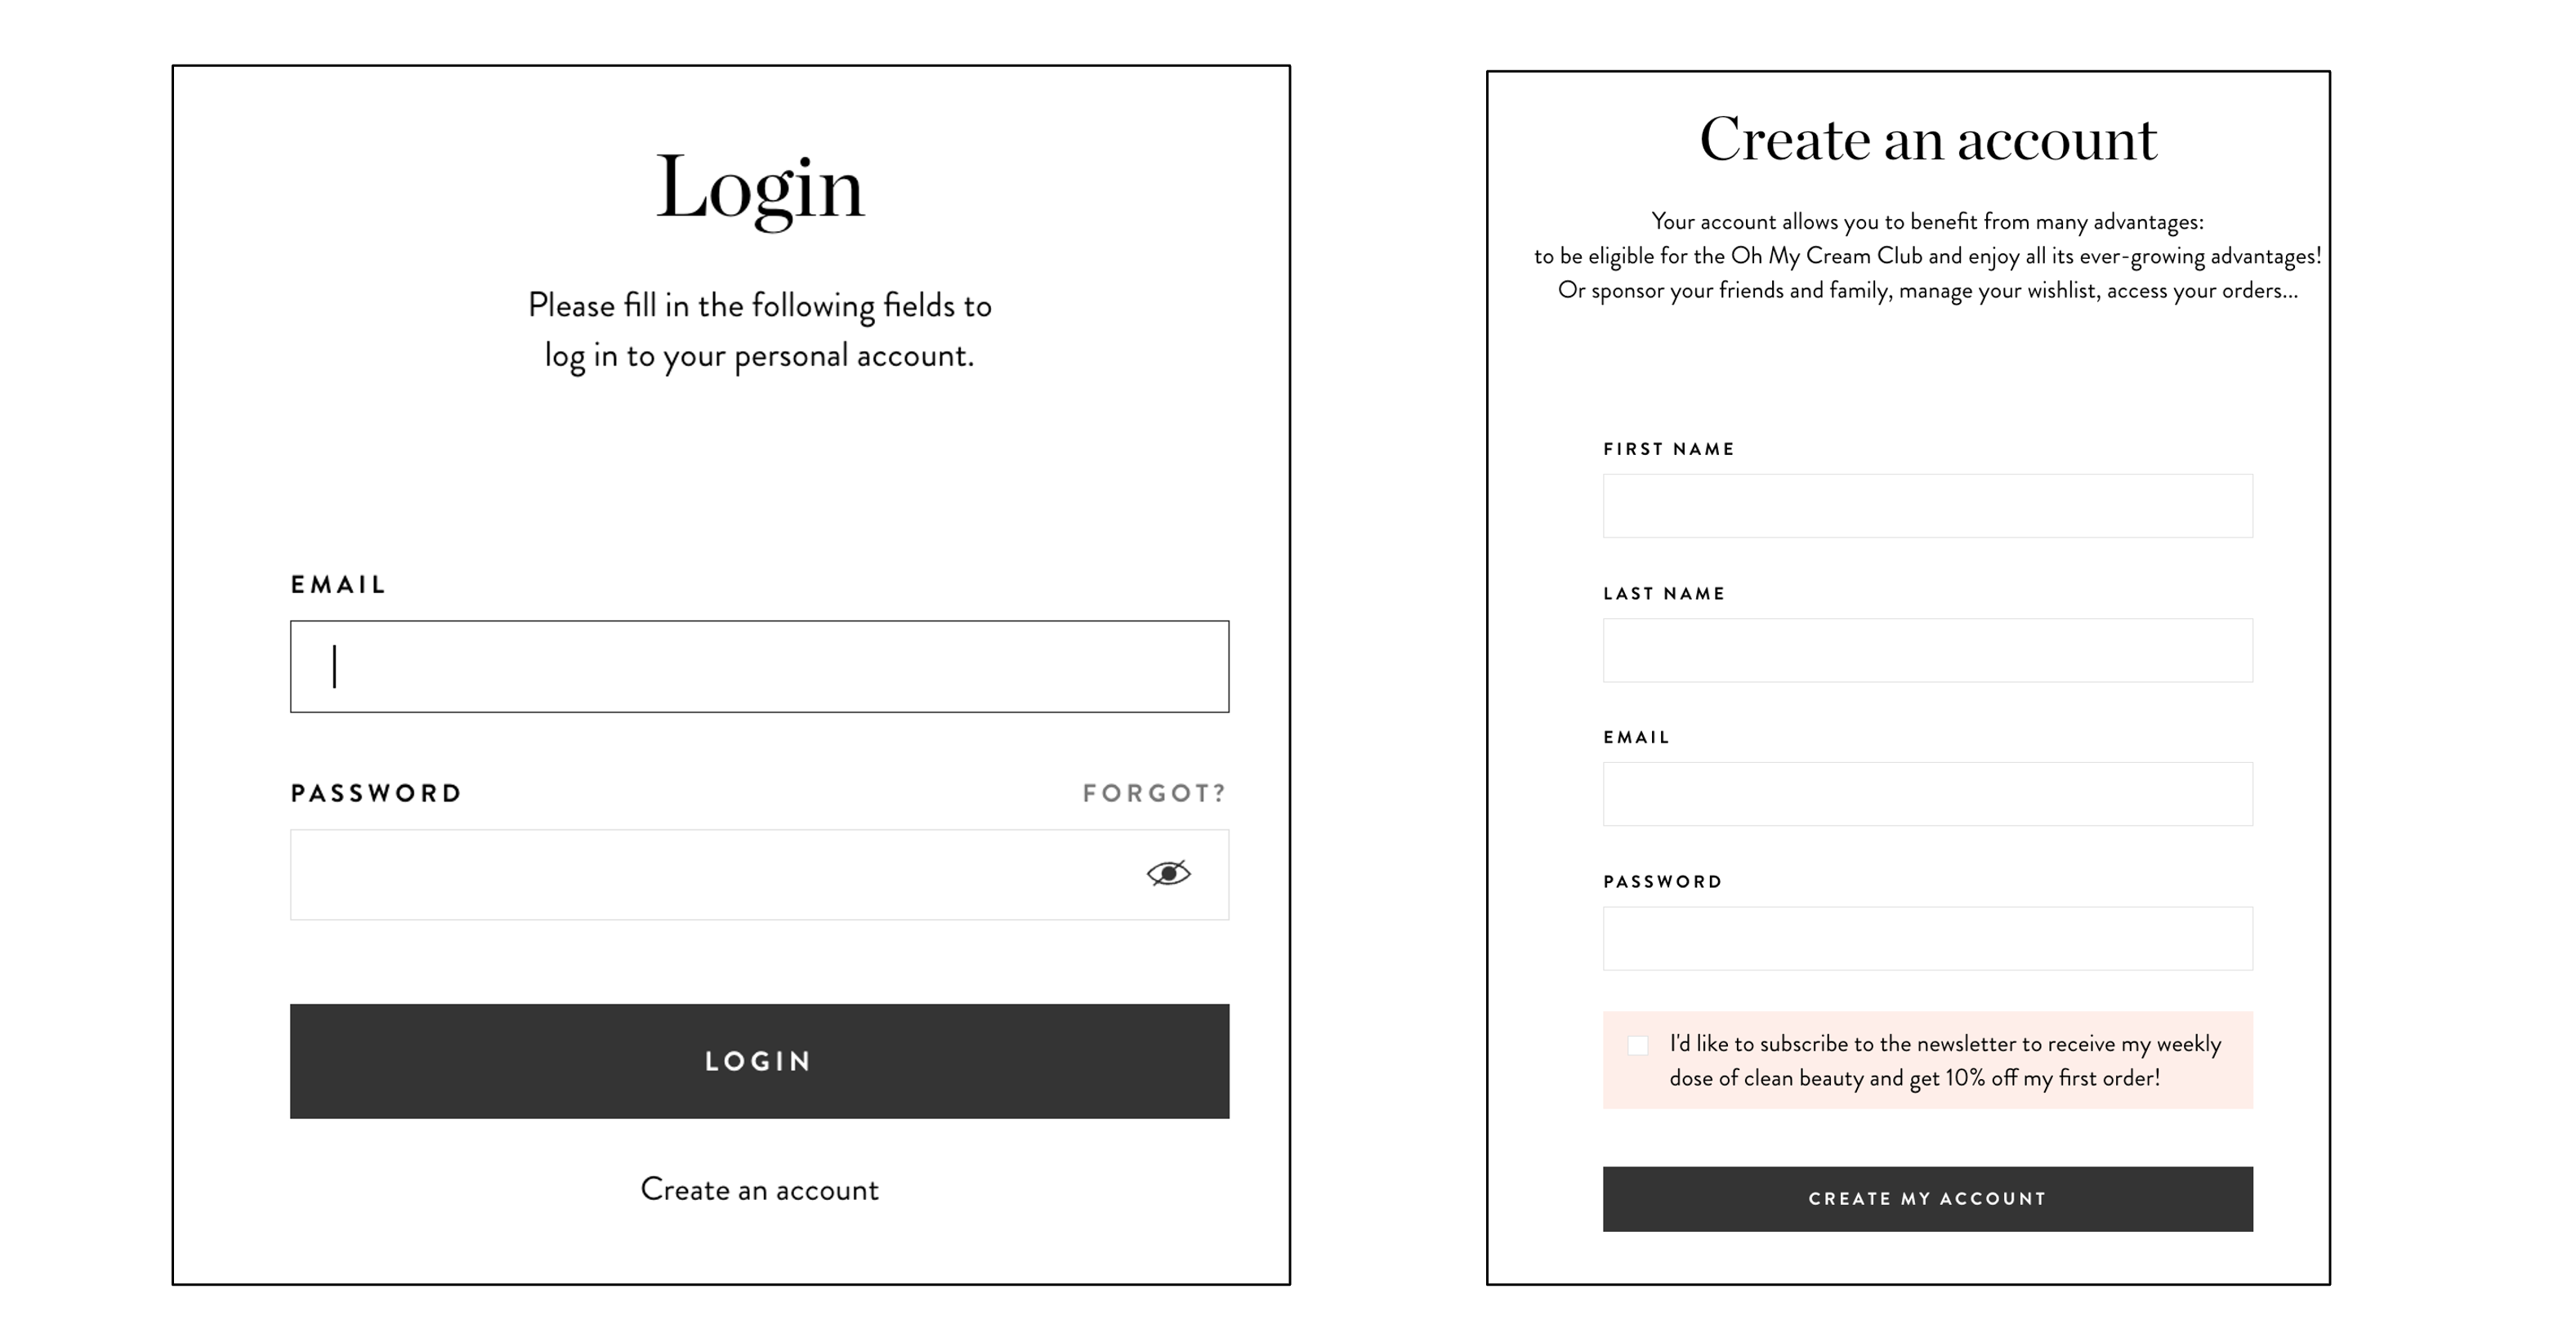 Login
Please fill in the following fields to
log in to your personal account.
EMAIL
PASSWORD
FORGOT?
LOGIN
Create an account
Create an account
Your account allows you to benefit from many advantages:
to be eligible for the Oh My Cream Club and enjoy all its ever-growing advantages!
Or sponsor your friends and family, manage your wishlist, access your orders...
FIRST NAME
LAST NAME
EMAIL
PASSWORD
I'd like to subscribe to the newsletter to receive my weekly
dose of clean beauty and get 10% off my first order!
CREATE MY ACCOUNT